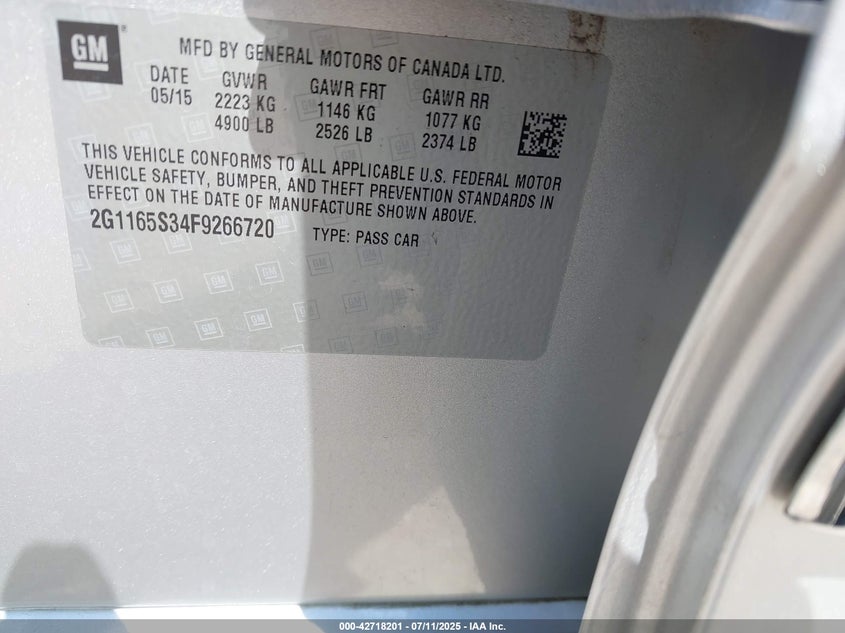 GM
MFD BY GENERAL MOTORS OF CANADA LTD.
DATE GVWR GAWR FRT GAWR RR
05/15 2223 KG 1146 KG 1077 KG
4900 LB 2526 LB 2374 LB
THIS VEHICLE CONFORMS TO ALL APPLICABLE U.S. FEDERAL MOTOR
VEHICLE SAFETY, BUMPER, AND THEFT PREVENTION STANDARDS IN
EFFECT ON THE DATE OF MANUFACTURE SHOWN ABOVE.
2G1165S34F9266720 TYPE: PASS CAR
000-42718201 - 07/11/2025 - IAA Inc.